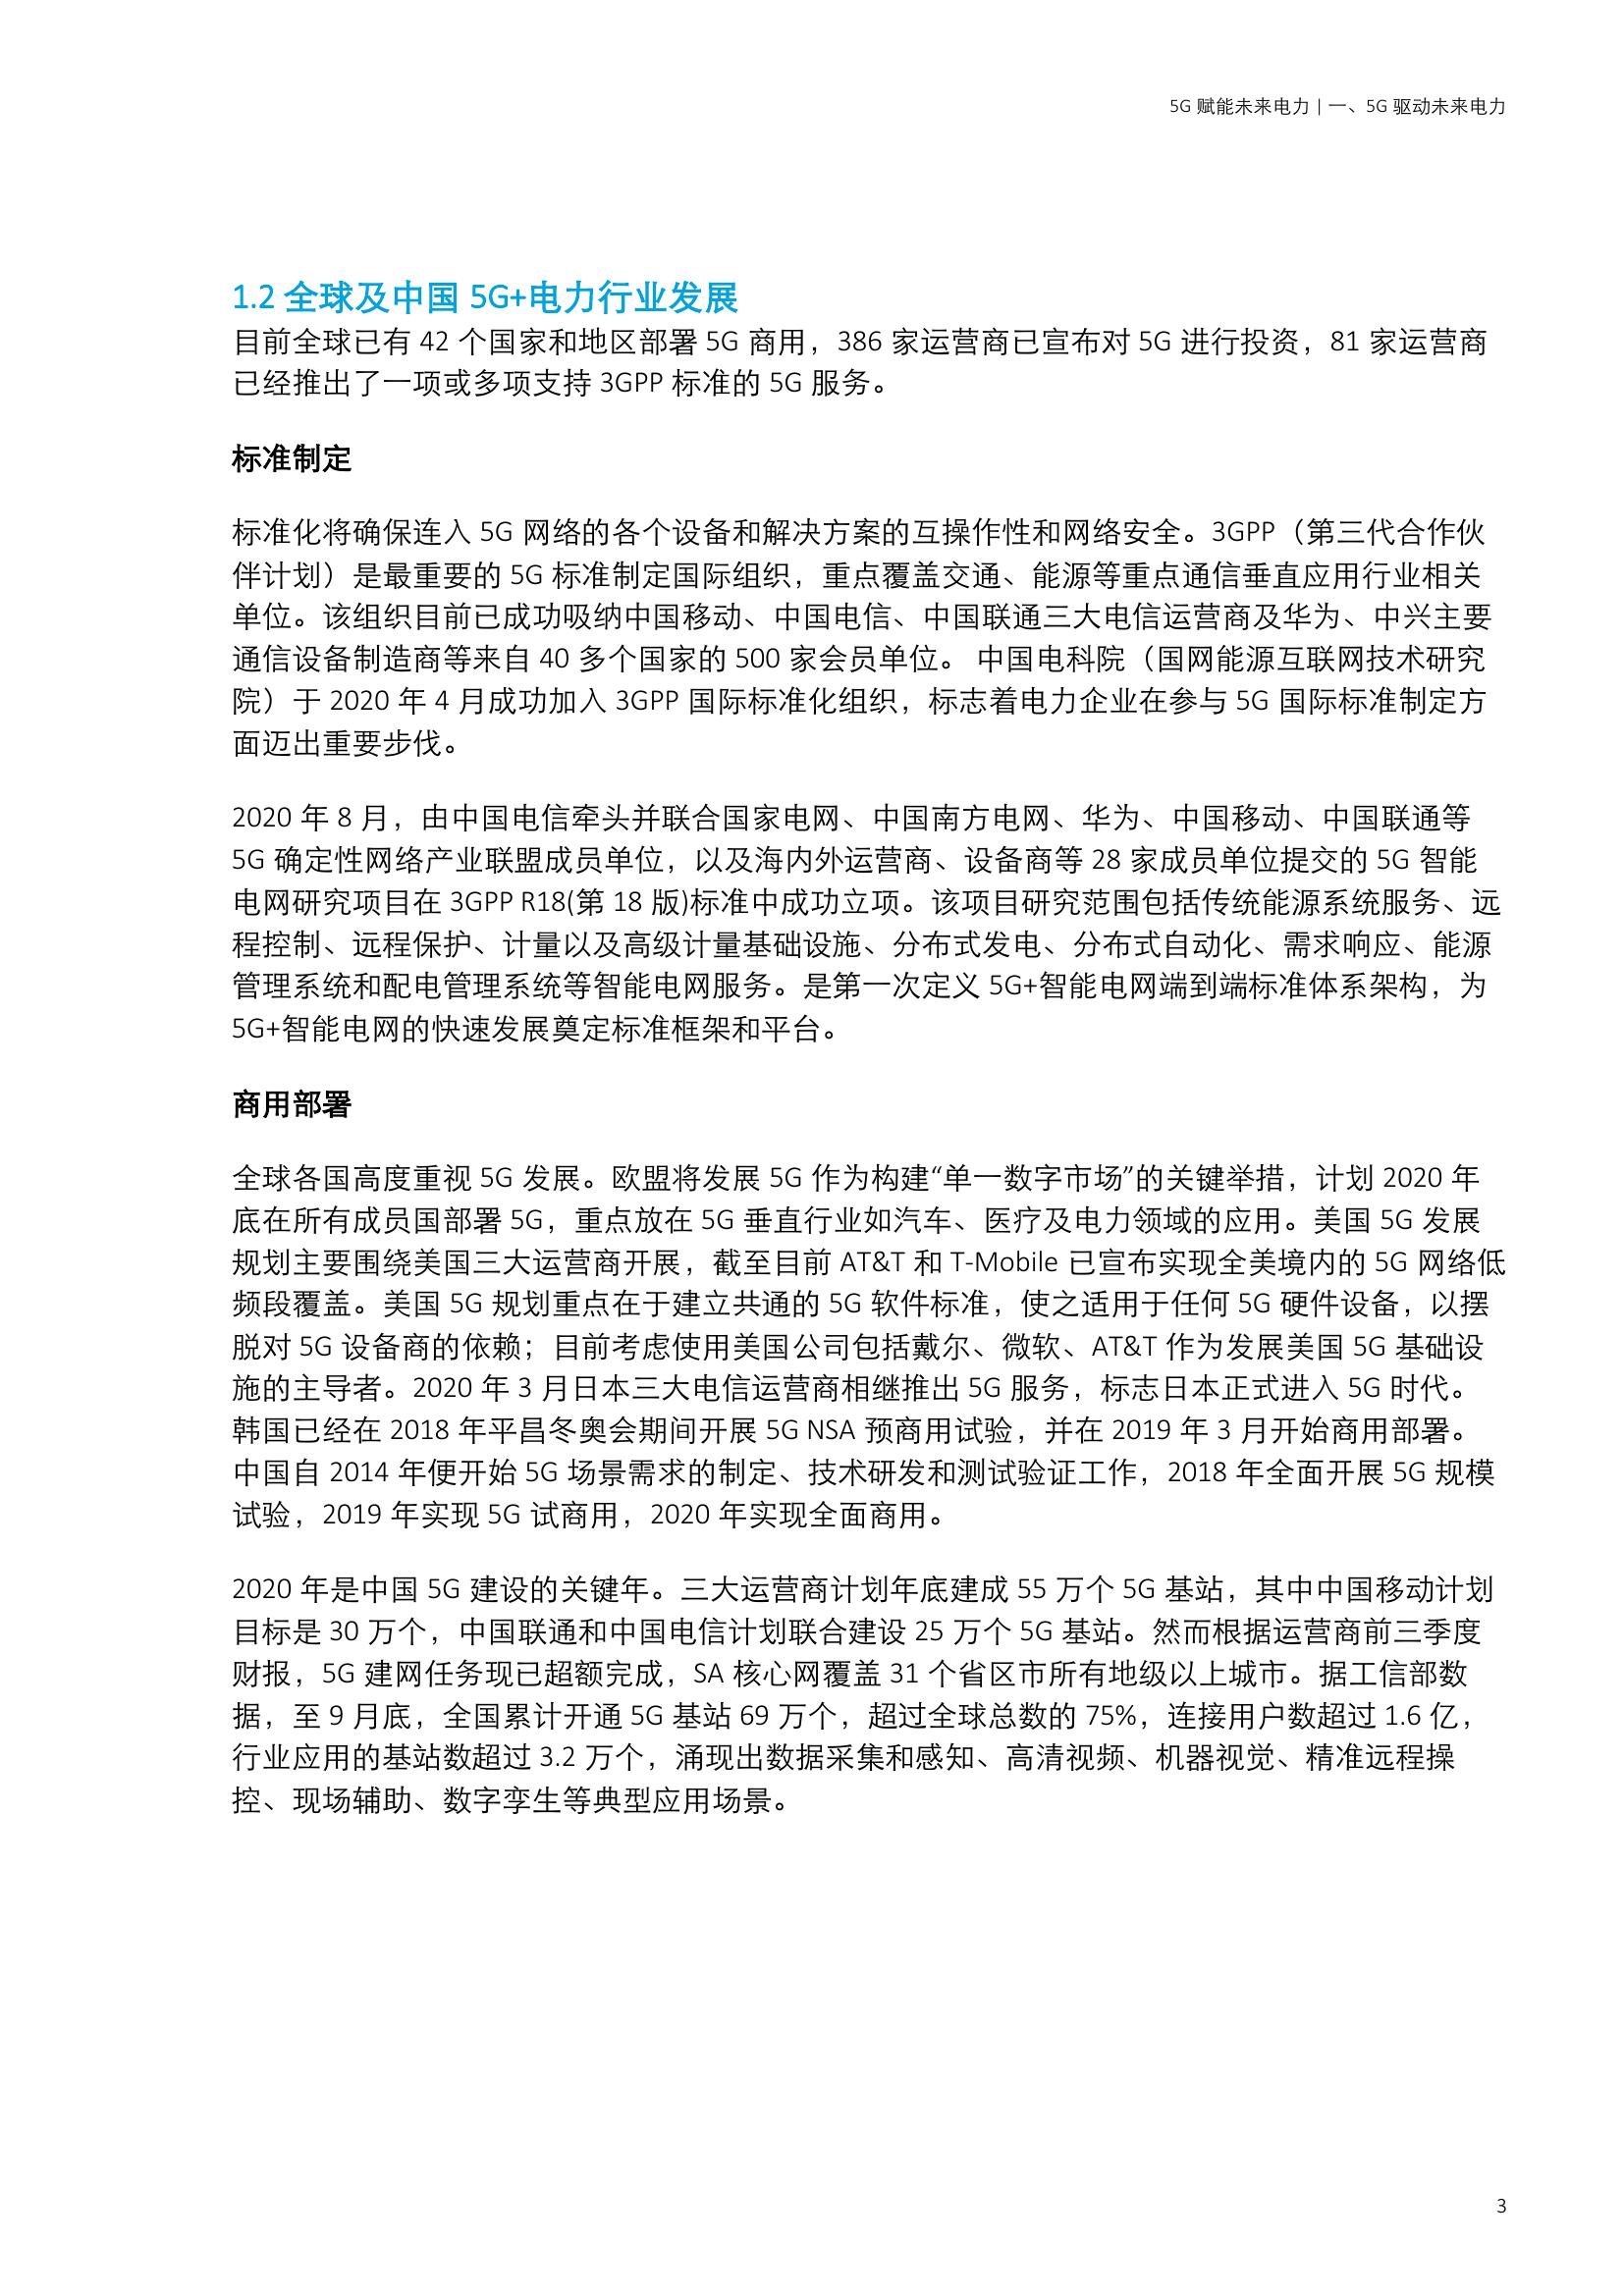 5G 赋能未来电力 | 一、5G 驱动未来电力
1.2 全球及中国 5G+电力行业发展
目前全球已有 42 个国家和地区部署 5G 商用，386 家运营商已宣布对 5G 进行投资，81 家运营商
已经推出了一项或多项支持 3GPP 标准的 5G 服务。
标准制定
标准化将确保连入 5G 网络的各个设备和解决方案的互操作性和网络安全。3GPP（第三代合作伙
伴计划）是最重要的 5G 标准制定国际组织，重点覆盖交通、能源等重点通信垂直应用行业相关
单位。该组织目前已成功吸纳中国移动、中国电信、中国联通三大电信运营商及华为、中兴主要
通信设备制造商等来自 40 多个国家的 500 家会员单位。 中国电科院（国网能源互联网技术研究
院）于 2020 年 4 月成功加入 3GPP 国际标准化组织，标志着电力企业在参与 5G 国际标准制定方
面迈出重要步伐。
2020 年 8 月，由中国电信牵头并联合国家电网、中国南方电网、华为、中国移动、中国联通等
5G 确定性网络产业联盟成员单位，以及海内外运营商、设备商等 28 家成员单位提交的 5G 智能
电网研究项目在 3GPP R18(第 18 版)标准中成功立项。该项目研究范围包括传统能源系统服务、远
程控制、远程保护、计量以及高级计量基础设施、分布式发电、分布式自动化、需求响应、能源
管理系统和配电管理系统等智能电网服务。是第一次定义 5G+智能电网端到端标准体系架构，为
5G+智能电网的快速发展奠定标准框架和平台。
商用部署
全球各国高度重视 5G 发展。欧盟将发展 5G 作为构建“单一数字市场”的关键举措，计划 2020 年
底在所有成员国部署 5G，重点放在 5G 垂直行业如汽车、医疗及电力领域的应用。美国 5G 发展
规划主要围绕美国三大运营商开展，截至目前 AT&T 和 T-Mobile 已宣布实现全美境内的 5G 网络低
频段覆盖。美国 5G 规划重点在于建立共通的 5G 软件标准，使之适用于任何 5G 硬件设备，以摆
脱对 5G 设备商的依赖；目前考虑使用美国公司包括戴尔、微软、AT&T 作为发展美国 5G 基础设
施的主导者。2020 年 3 月日本三大电信运营商相继推出 5G 服务，标志日本正式进入 5G 时代。
韩国已经在 2018 年平昌冬奥会期间开展 5G NSA 预商用试验，并在 2019 年 3 月开始商用部署。
中国自 2014 年便开始 5G 场景需求的制定、技术研发和测试验证工作，2018 年全面开展 5G 规模
试验，2019 年实现 5G 试商用，2020 年实现全面商用。
2020 年是中国 5G 建设的关键年。三大运营商计划年底建成 55 万个 5G 基站，其中中国移动计划
目标是 30 万个，中国联通和中国电信计划联合建设 25 万个 5G 基站。然而根据运营商前三季度
财报，5G 建网任务现已超额完成，SA 核心网覆盖 31 个省区市所有地级以上城市。据工信部数
据，至 9 月底，全国累计开通 5G 基站 69 万个，超过全球总数的 75%，连接用户数超过 1.6 亿，
行业应用的基站数超过 3.2 万个，涌现出数据采集和感知、高清视频、机器视觉、精准远程操
控、现场辅助、数字孪生等典型应用场景。
3